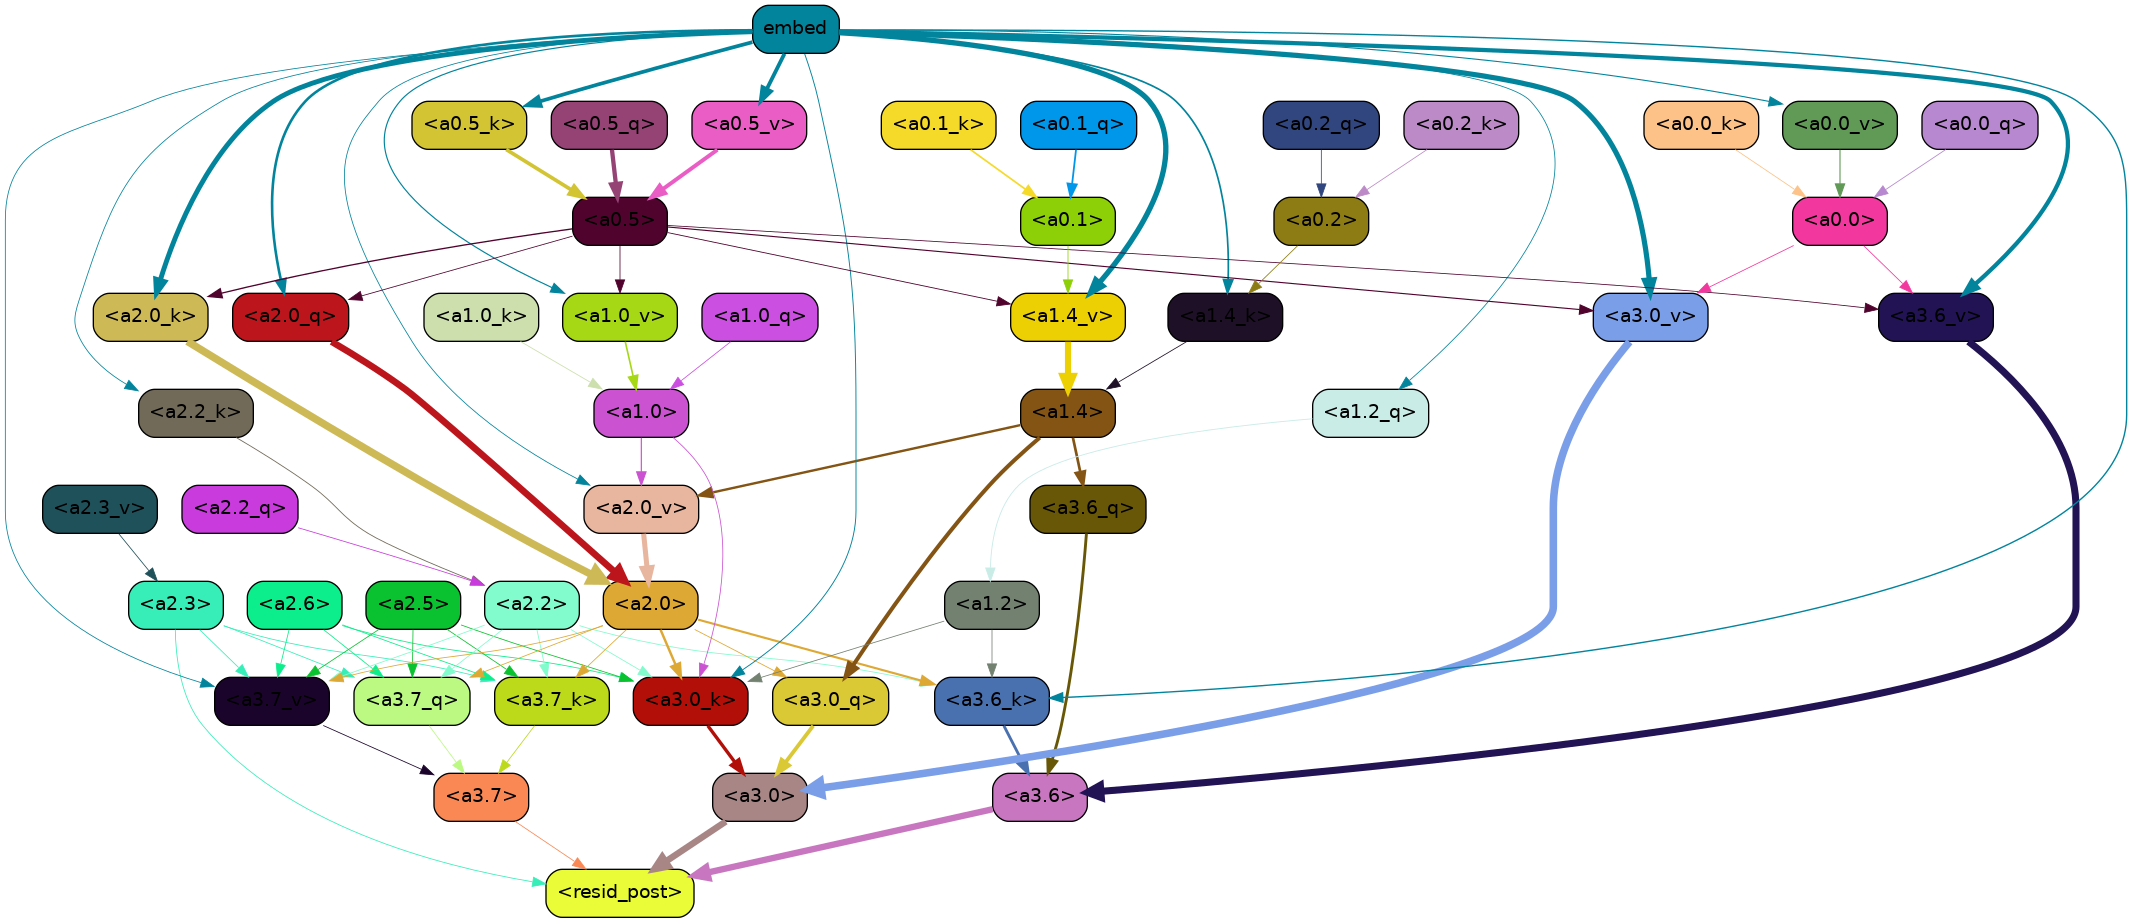 embed
<a0.5_k> <a0.5_q> <a0.5_v> <a0.1_k> <a0.1_q> <a0.2_q> <a0.2_k> <a0.0_k> <a0.0_v> <a0.0_q>
<a0.5> <a0.1> <a0.2> <a0.0>
<a2.0_k> <a2.0_q> <a1.0_k> <a1.0_v> <a1.0_q> <a1.4_v> <a1.4_k> <a3.0_v> <a3.6_v>
<a2.2_k> <a1.0> <a1.4> <a1.2_q>
<a2.3_v> <a2.2_q> <a2.0_v> <a3.6_q>
<a2.3> <a2.6> <a2.5> <a2.2> <a2.0> <a1.2>
<a3.7_v> <a3.7_q> <a3.7_k> <a3.0_k> <a3.0_q> <a3.6_k>
<a3.7> <a3.0> <a3.6>
<resid_post>